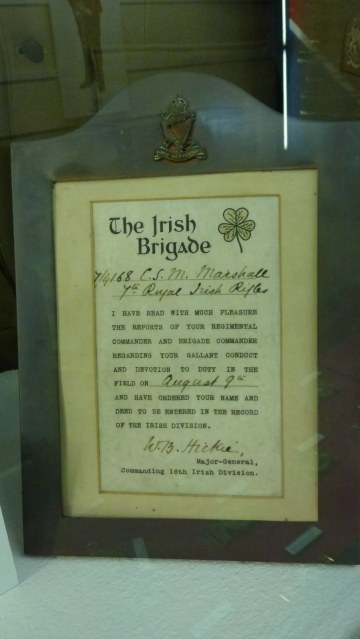 The Irish
Brigade
7/4168 C.S.M. Marshall
7th Royal Irish Rifles
I HAVE READ WITH MUCH PLEASURE
THE REPORTS OF YOUR REGIMENTAL
COMMANDER AND BRIGADE COMMANDER
REGARDING YOUR GALLANT CONDUCT
AND DEVOTION TO DUTY IN THE
FIELD ON August 9th
AND HAVE ORDERED YOUR NAME AND
DEED TO BE ENTERED IN THE RECORD
OF THE IRISH DIVISION.
W.B. Hickie,
Major-General,
Commanding 16th Irish Division.